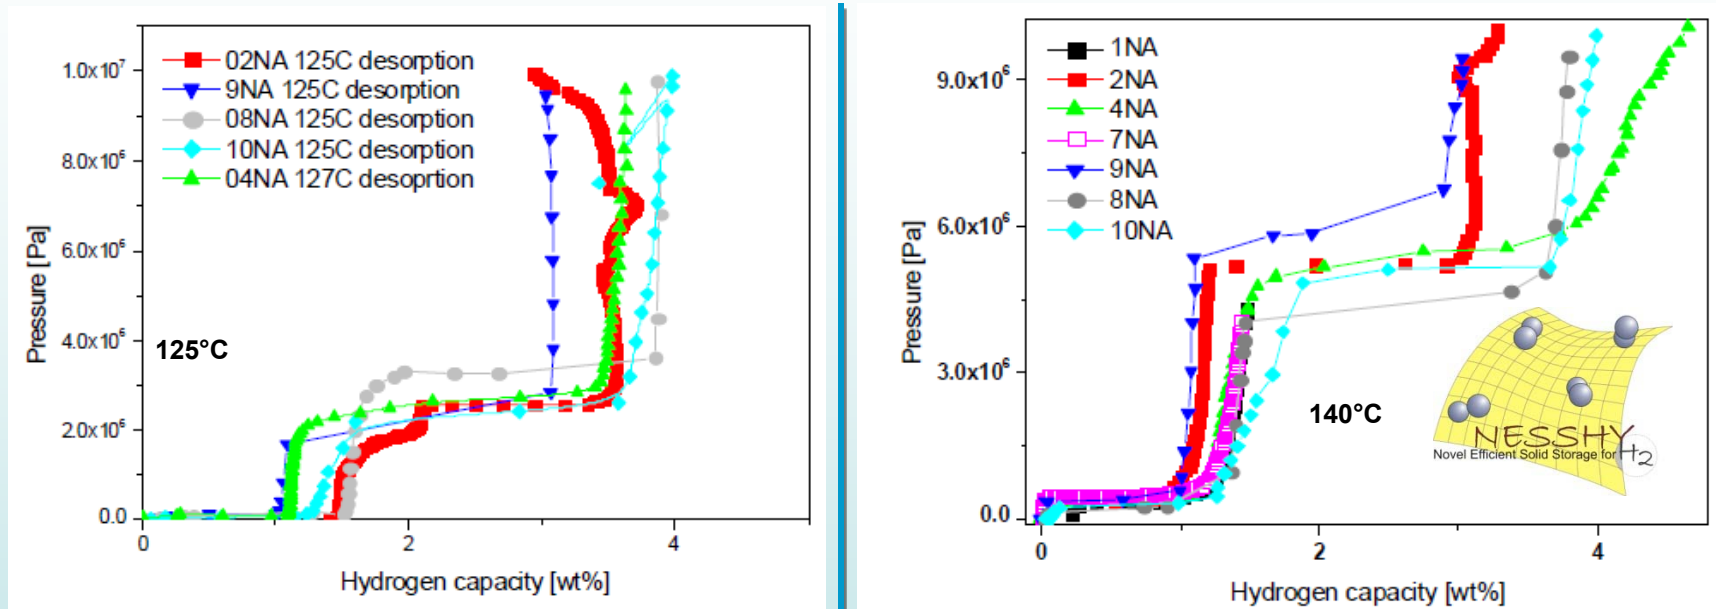 02NA 125C desorption
9NA 125C desorption
08NA 125C desorption
10NA 125C desorption
04NA 127C desoprtion
1.0x10⁷
8.0x10⁶
6.0x10⁶
4.0x10⁶
2.0x10⁶
0.0
Pressure [Pa]
125°C
0
2
4
Hydrogen capacity [wt%]
1NA
2NA
4NA
7NA
9NA
8NA
10NA
9.0x10⁶
6.0x10⁶
3.0x10⁶
0.0
Pressure [Pa]
140°C
NESSHY
Novel Efficient Solid Storage for H2
0
2
4
Hydrogen capacity [wt%]